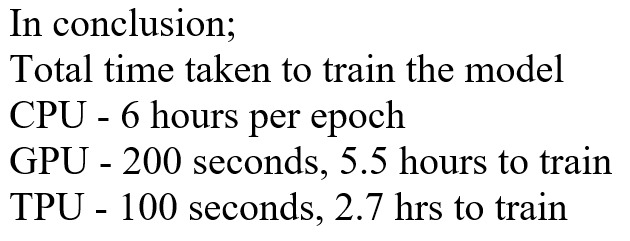 In conclusion;
Total time taken to train the model
CPU - 6 hours per epoch
GPU - 200 seconds, 5.5 hours to train
TPU - 100 seconds, 2.7 hrs to train